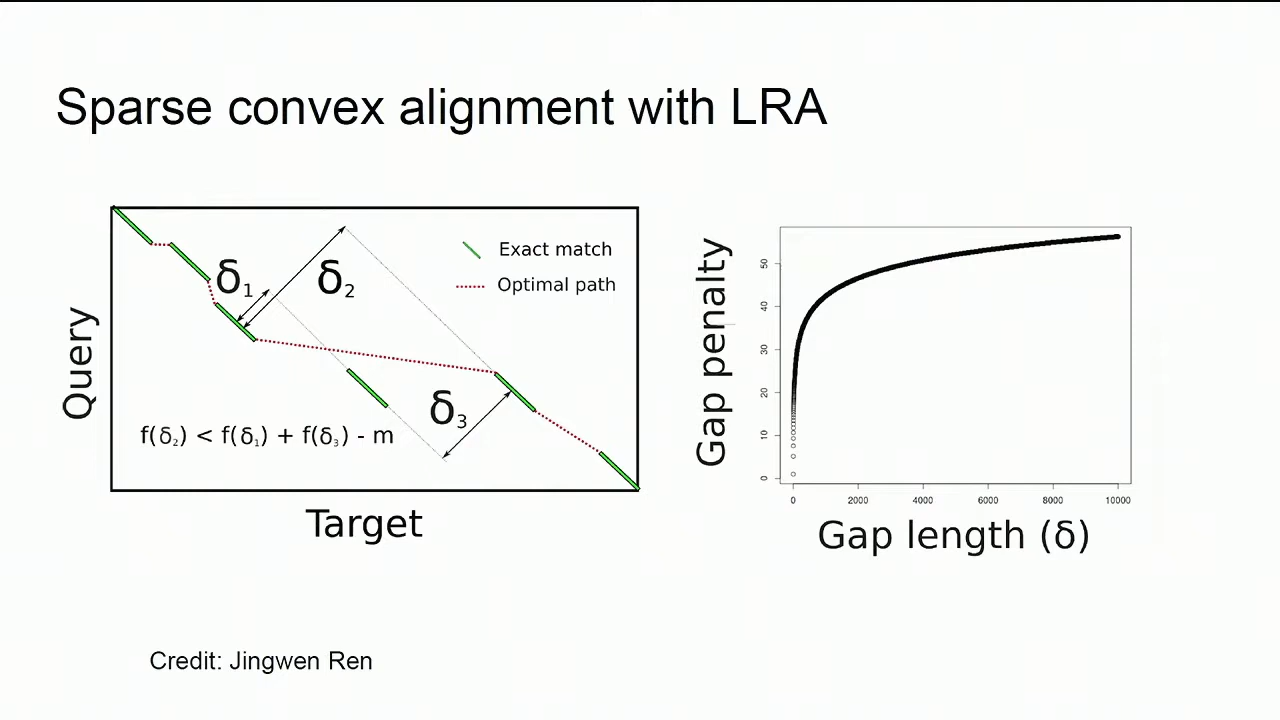 Sparse convex alignment with LRA
Query
δ1
δ2
Exact match
Optimal path
δ3
f(δ2) < f(δ1) + f(δ3) - m
Target
Gap penalty
50
40
30
20
10
0
0 2000 4000 6000 8000 10000
Gap length (δ)
Credit: Jingwen Ren